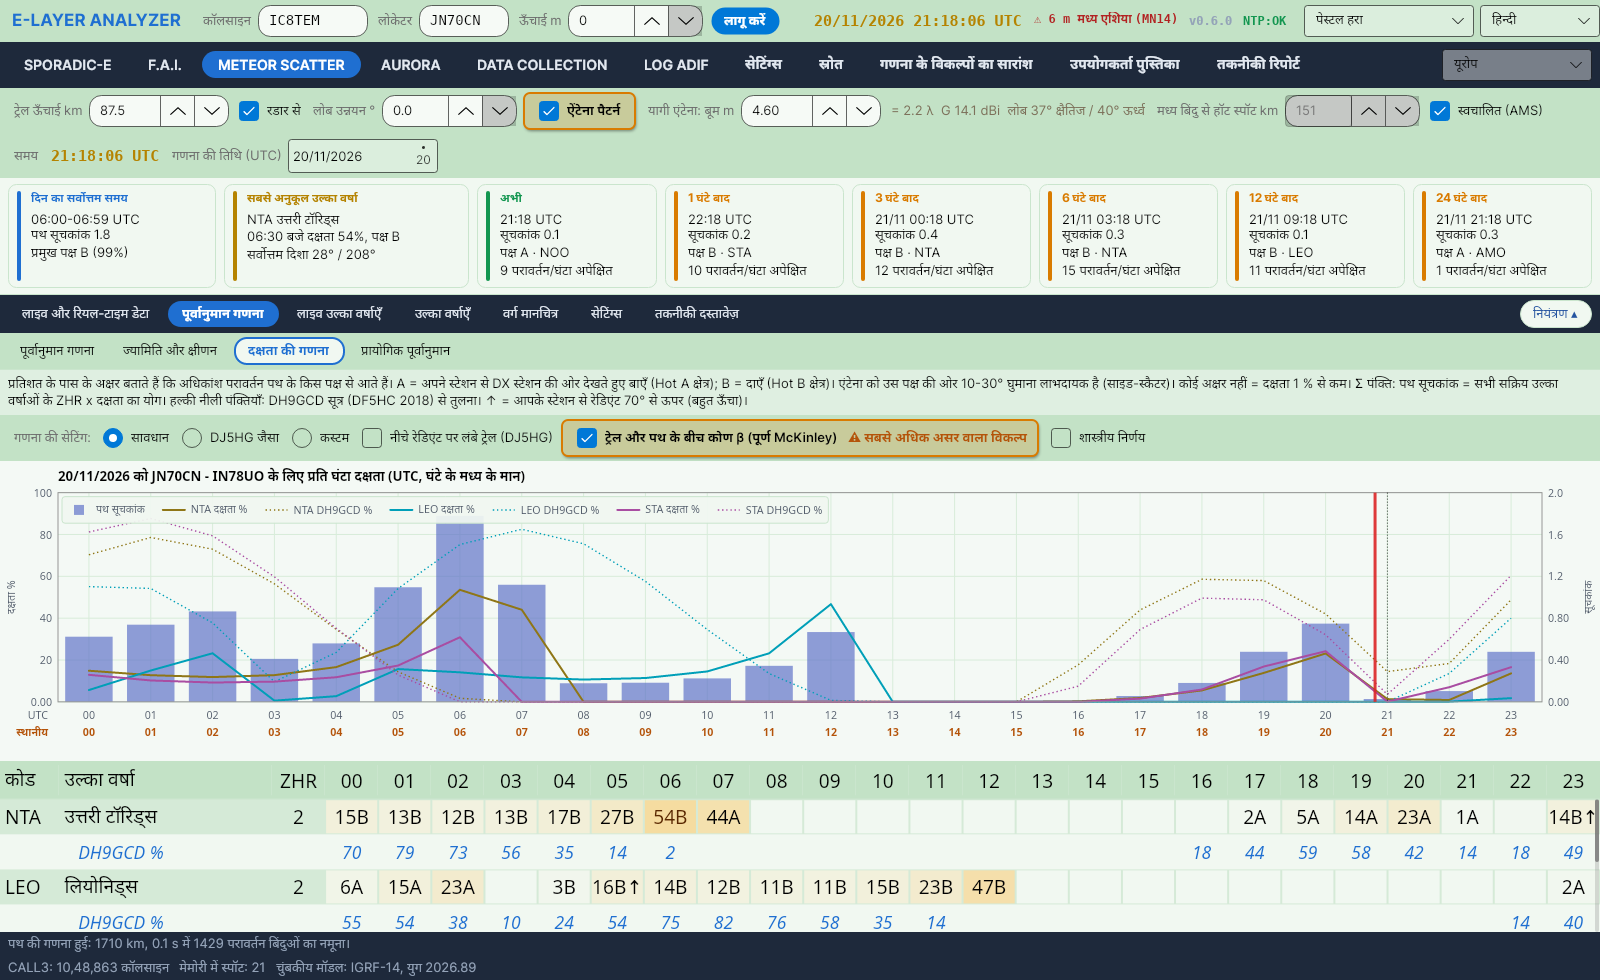 E-LAYER ANALYZER कॉलसाइन IC8TEM लोकेटर JN70CN ऊँचाई m 0 लागू करें 20/11/2026 21:18:06 UTC ⚠ 6 m मध्य एशिया (MN14) v0.6.0 NTP:OK पेस्टल हरा हिन्दी
SPORADIC-E F.A.I. METEOR SCATTER AURORA DATA COLLECTION LOG ADIF सेटिंग्स स्रोत गणना के विकल्पों का सारांश उपयोगकर्ता पुस्तिका तकनीकी रिपोर्ट यूरोप
ट्रेल ऊँचाई km 87.5 रडार से लोब उन्नयन ° 0.0 ऐंटेना पैटर्न यागी एंटेना: बूम m 4.60 = 2.2 λ G 14.1 dBi लोब 37° क्षैतिज / 40° ऊर्ध्व मध्य बिंदु से हॉट स्पॉट km 151 स्वचालित (AMS)
समय 21:18:06 UTC गणना की तिथि (UTC) 20/11/2026 20
दिन का सर्वोत्तम समय
06:00-06:59 UTC
पथ सूचकांक 1.8
प्रमुख पक्ष B (99%)
सबसे अनुकूल उल्का वर्षा
NTA उत्तरी टॉरिड्स
06:30 बजे दक्षता 54%, पक्ष B
सर्वोत्तम दिशा 28° / 208°
अभी
21:18 UTC
सूचकांक 0.1
पक्ष A · NOO
9 परावर्तन/घंटा अपेक्षित
1 घंटे बाद
22:18 UTC
सूचकांक 0.2
पक्ष B · STA
10 परावर्तन/घंटा अपेक्षित
3 घंटे बाद
21/11 00:18 UTC
सूचकांक 0.4
पक्ष B · NTA
12 परावर्तन/घंटा अपेक्षित
6 घंटे बाद
21/11 03:18 UTC
सूचकांक 0.3
पक्ष B · NTA
15 परावर्तन/घंटा अपेक्षित
12 घंटे बाद
21/11 09:18 UTC
सूचकांक 0.1
पक्ष B · LEO
11 परावर्तन/घंटा अपेक्षित
24 घंटे बाद
21/11 21:18 UTC
सूचकांक 0.3
पक्ष A · AMO
1 परावर्तन/घंटा अपेक्षित
लाइव और रियल-टाइम डेटा पूर्वानुमान गणना लाइव उल्का वर्षाएँ उल्का वर्षाएँ वर्ग मानचित्र सेटिंग्स तकनीकी दस्तावेज़ नियंत्रण ▴
पूर्वानुमान गणना ज्यामिति और क्षीणन दक्षता की गणना प्रायोगिक पूर्वानुमान
प्रतिशत के पास के अक्षर बताते हैं कि अधिकांश परावर्तन पथ के किस पक्ष से आते हैं। A = अपने स्टेशन से DX स्टेशन की ओर देखते हुए बाएँ (Hot A क्षेत्र); B = दाएँ (Hot B क्षेत्र)। एंटेना को उस पक्ष की ओर 10-30° घुमाना लाभदायक है (साइड-स्कैटर)। कोई अक्षर नहीं = दक्षता 1 % से कम। Σ पंक्ति: पथ सूचकांक = सभी सक्रिय उल्का
वर्षाओं के ZHR x दक्षता का योग। हल्की नीली पंक्तियाँ: DH9GCD सूत्र (DF5HC 2018) से तुलना। ↑ = आपके स्टेशन से रेडिएंट 70° से ऊपर (बहुत ऊँचा)।
गणना की सेटिंग: सावधान DJ5HG जैसा कस्टम नीचे रेडिएंट पर लंबे ट्रेल (DJ5HG) ट्रेल और पथ के बीच कोण β (पूर्ण McKinley) ⚠ सबसे अधिक असर वाला विकल्प शास्त्रीय निर्णय
20/11/2026 को JN70CN - IN78UO के लिए प्रति घंटा दक्षता (UTC, घंटे के मध्य के मान)
पथ सूचकांक NTA दक्षता % NTA DH9GCD % LEO दक्षता % LEO DH9GCD % STA दक्षता % STA DH9GCD %
100 2.0
80 1.6
60 1.2
40 0.80
20 0.40
0.00 0.00
दक्षता %
सूचकांक
UTC 00 01 02 03 04 05 06 07 08 09 10 11 12 13 14 15 16 17 18 19 20 21 22 23
स्थानीय 00 01 02 03 04 05 06 07 08 09 10 11 12 13 14 15 16 17 18 19 20 21 22 23
कोड उल्का वर्षा ZHR 00 01 02 03 04 05 06 07 08 09 10 11 12 13 14 15 16 17 18 19 20 21 22 23
NTA उत्तरी टॉरिड्स 2 15B 13B 12B 13B 17B 27B 54B 44A 2A 5A 14A 23A 1A 14B↑
DH9GCD % 70 79 73 56 35 14 2 18 44 59 58 42 14 18 49
LEO लियोनिड्स 2 6A 15A 23A 3B 16B↑ 14B 12B 11B 11B 15B 23B 47B 2A
DH9GCD % 55 54 38 10 24 54 75 82 76 58 35 14 14 40
पथ की गणना हुई: 1710 km, 0.1 s में 1429 परावर्तन बिंदुओं का नमूना।
CALL3: 10,48,863 कॉलसाइन मेमोरी में स्पॉट: 21 चुंबकीय मॉडल: IGRF-14, युग 2026.89